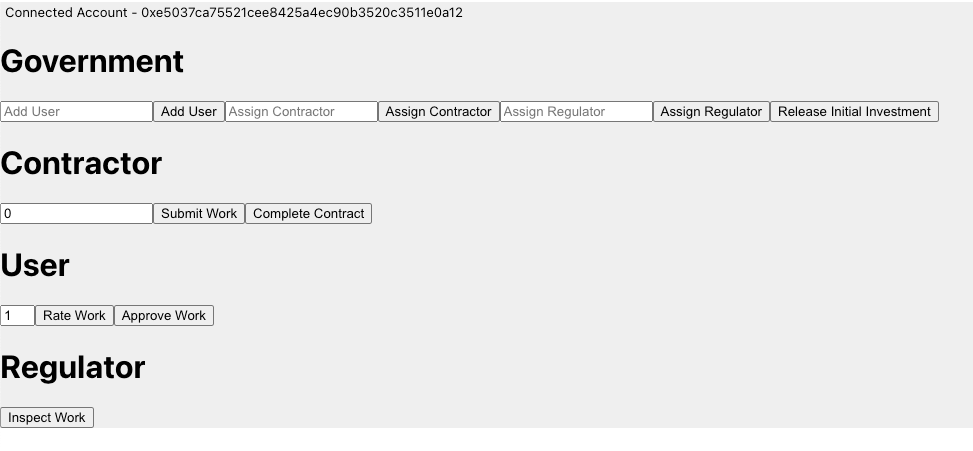 Connected Account - 0xe5037ca75521cee8425a4ec90b3520c3511e0a12
Government
Add User Add User Assign Contractor Assign Contractor Assign Regulator Assign Regulator Release Initial Investment
Contractor
0 Submit Work Complete Contract
User
1 Rate Work Approve Work
Regulator
Inspect Work